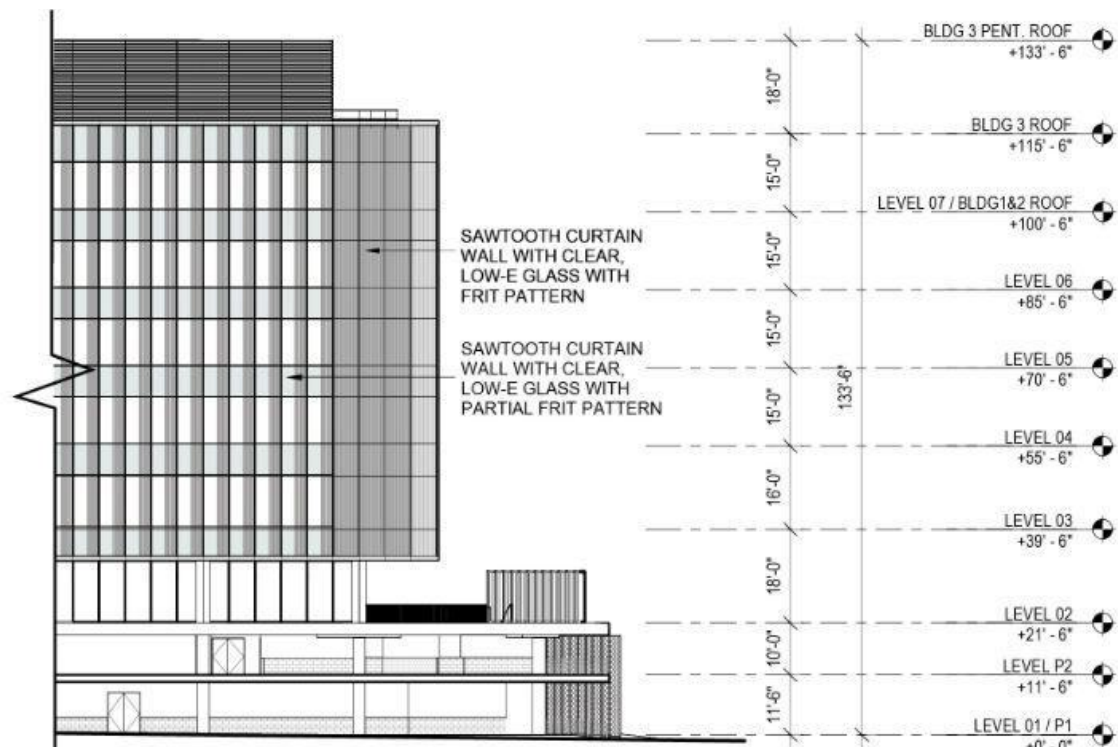 BLDG 3 PENT. ROOF
+133' - 6"
18'-0"
BLDG 3 ROOF
+115' - 6"
15'-0"
LEVEL 07 / BLDG1&2 ROOF
+100' - 6"
SAWTOOTH CURTAIN
WALL WITH CLEAR,
LOW-E GLASS WITH
FRIT PATTERN
15'-0"
LEVEL 06
+85' - 6"
15'-0"
SAWTOOTH CURTAIN
WALL WITH CLEAR,
LOW-E GLASS WITH
PARTIAL FRIT PATTERN
LEVEL 05
+70' - 6"
133'-6"
15'-0"
LEVEL 04
+55' - 6"
16'-0"
LEVEL 03
+39' - 6"
18'-0"
LEVEL 02
+21' - 6"
10'-0"
LEVEL P2
+11' - 6"
11'-6"
LEVEL 01 / P1
+0' - 0"